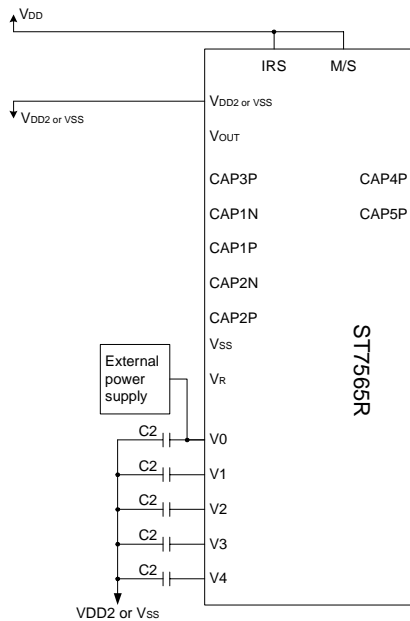 VDD
IRS M/S
VDD2 or VSS
VDD2 or VSS
VOUT
CAP3P CAP4P
CAP1N CAP5P
CAP1P
CAP2N
CAP2P
VSS
ST7565R
External
power
supply
VR
C2 V0
C2 V1
C2 V2
C2 V3
C2 V4
VDD2 or VSS